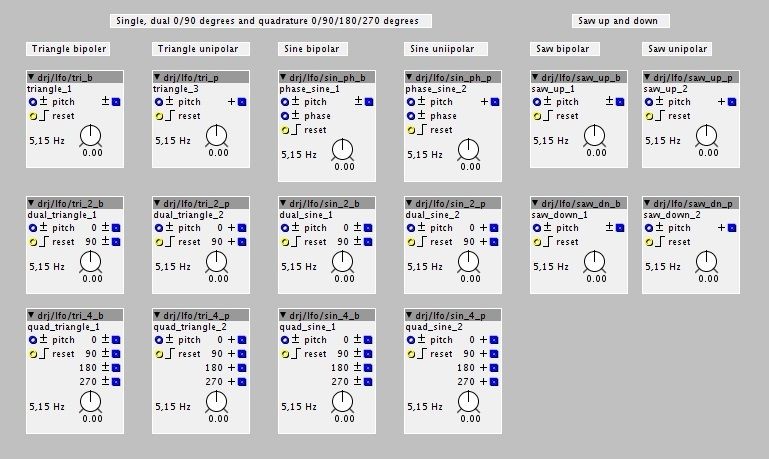 Single, dual 0/90 degrees and quadrature 0/90/180/270 degrees
Saw up and down
Triangle bipoler
Triangle unipolar
Sine bipolar
Sine uniipolar
Saw bipolar
Saw unipolar
drj/lfo/tri_b
triangle_1
± pitch ±
reset
5,15 Hz
0.00
drj/lfo/tri_p
triangle_3
± pitch +
reset
5,15 Hz
0.00
drj/lfo/sin_ph_b
phase_sine_1
± pitch ±
± phase
reset
5,15 Hz
0.00
drj/lfo/sin_ph_p
phase_sine_2
± pitch +
± phase
reset
5,15 Hz
0.00
drj/lfo/saw_up_b
saw_up_1
± pitch ±
reset
5,15 Hz
0.00
drj/lfo/saw_up_p
saw_up_2
± pitch +
reset
5,15 Hz
0.00
drj/lfo/tri_2_b
dual_triangle_1
± pitch 0 ±
reset 90 ±
5,15 Hz
0.00
drj/lfo/tri_2_p
dual_triangle_2
± pitch 0 +
reset 90 +
5,15 Hz
0.00
drj/lfo/sin_2_b
dual_sine_1
± pitch 0 ±
reset 90 ±
5,15 Hz
0.00
drj/lfo/sin_2_p
dual_sine_2
± pitch 0 +
reset 90 +
5,15 Hz
0.00
drj/lfo/saw_dn_b
saw_down_1
± pitch ±
reset
5,15 Hz
0.00
drj/lfo/saw_dn_p
saw_down_2
± pitch +
reset
5,15 Hz
0.00
drj/lfo/tri_4_b
quad_triangle_1
± pitch 0 ±
reset 90 ±
180 ±
270 ±
5,15 Hz
0.00
drj/lfo/tri_4_p
quad_triangle_2
± pitch 0 +
reset 90 +
180 +
270 +
5,15 Hz
0.00
drj/lfo/sin_4_b
quad_sine_1
± pitch 0 ±
reset 90 ±
180 ±
270 ±
5,15 Hz
0.00
drj/lfo/sin_4_p
quad_sine_2
± pitch 0 +
reset 90 +
180 +
270 +
5,15 Hz
0.00